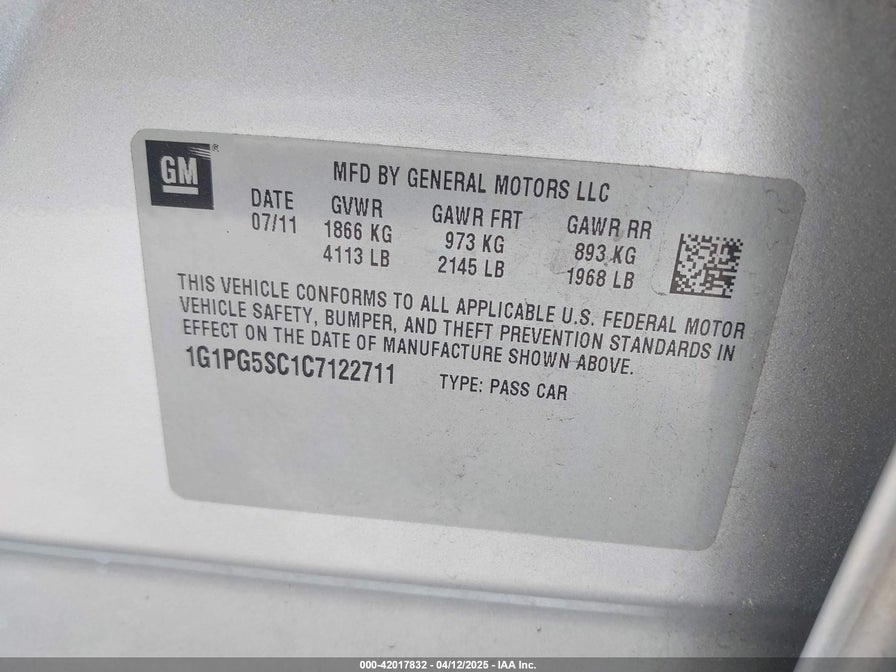 GM®
MFD BY GENERAL MOTORS LLC
DATE GVWR GAWR FRT GAWR RR
07/11 1866 KG 973 KG 893 KG
4113 LB 2145 LB 1968 LB
THIS VEHICLE CONFORMS TO ALL APPLICABLE U.S. FEDERAL MOTOR
VEHICLE SAFETY, BUMPER, AND THEFT PREVENTION STANDARDS IN
EFFECT ON THE DATE OF MANUFACTURE SHOWN ABOVE.
1G1PG5SC1C7122711 TYPE: PASS CAR
000-42017832 - 04/12/2025 - IAA Inc.